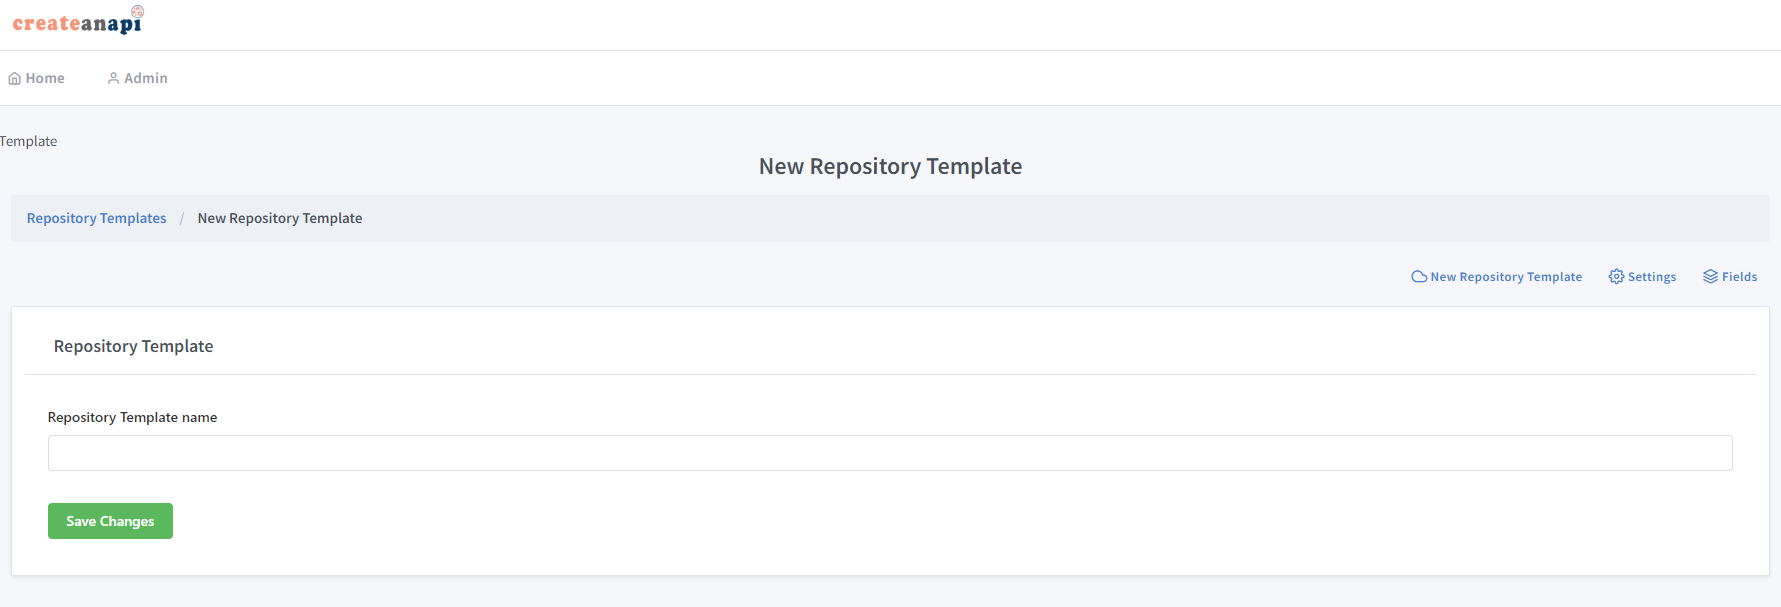 createanapi
Home Admin
Template
New Repository Template
Repository Templates / New Repository Template
New Repository Template Settings Fields
Repository Template
Repository Template name
Save Changes